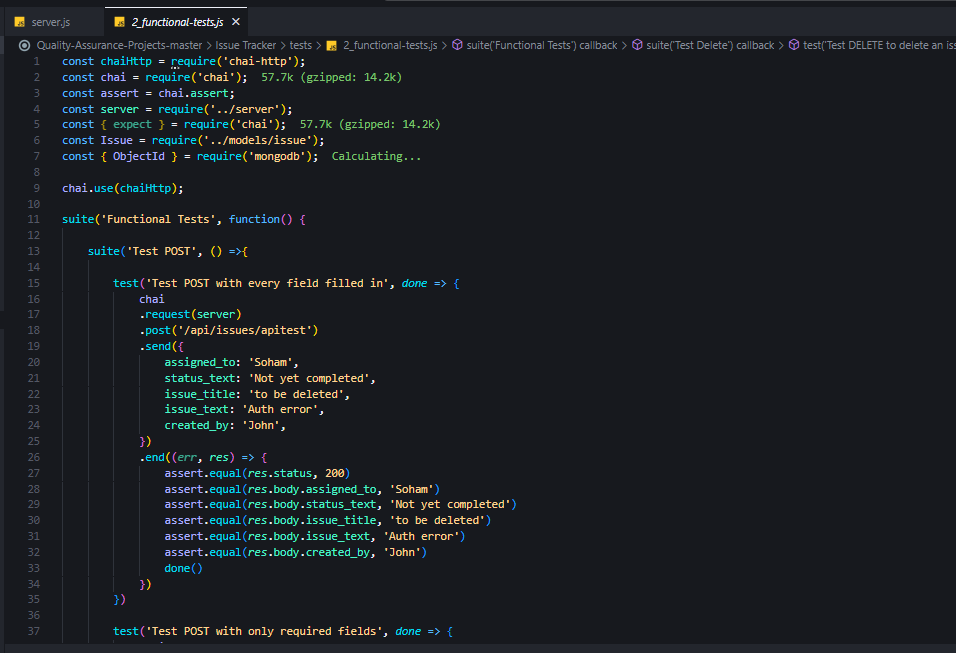 JS server.js JS 2_functional-tests.js ×
Quality-Assurance-Projects-master > Issue Tracker > tests > JS 2_functional-tests.js > suite('Functional Tests') callback > suite('Test Delete') callback > test('Test DELETE to delete an iss
1 const chaiHttp = require('chai-http');
2 const chai = require('chai'); 57.7k (gzipped: 14.2k)
3 const assert = chai.assert;
4 const server = require('../server');
5 const { expect } = require('chai'); 57.7k (gzipped: 14.2k)
6 const Issue = require('../models/issue');
7 const { ObjectId } = require('mongodb'); Calculating...
8
9 chai.use(chaiHttp);
10
11 suite('Functional Tests', function() {
12
13 suite('Test POST', () =>{
14
15 test('Test POST with every field filled in', done => {
16 chai
17 .request(server)
18 .post('/api/issues/apitest')
19 .send({
20 assigned_to: 'Soham',
21 status_text: 'Not yet completed',
22 issue_title: 'to be deleted',
23 issue_text: 'Auth error',
24 created_by: 'John',
25 })
26 .end((err, res) => {
27 assert.equal(res.status, 200)
28 assert.equal(res.body.assigned_to, 'Soham')
29 assert.equal(res.body.status_text, 'Not yet completed')
30 assert.equal(res.body.issue_title, 'to be deleted')
31 assert.equal(res.body.issue_text, 'Auth error')
32 assert.equal(res.body.created_by, 'John')
33 done()
34 })
35 })
36
37 test('Test POST with only required fields', done => {